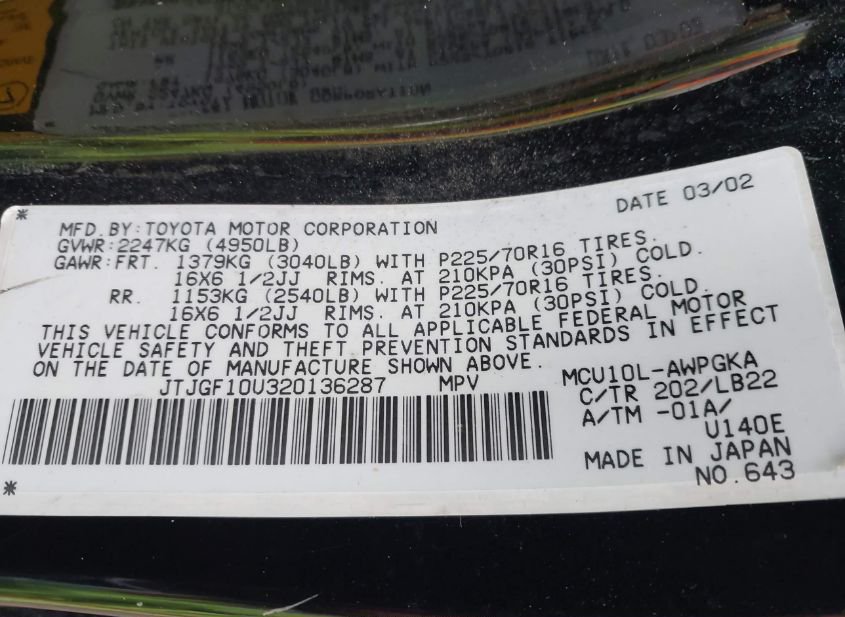 DATE 03/02
MFD.BY:TOYOTA MOTOR CORPORATION
GVWR:2247KG (4950LB)
GAWR:FRT. 1379KG (3040LB) WITH P225/70R16 TIRES.
16X6 1/2JJ RIMS. AT 210KPA (30PSI) COLD.
RR. 1153KG (2540LB) WITH P225/70R16 TIRES.
16X6 1/2JJ RIMS. AT 210KPA (30PSI) COLD.
THIS VEHICLE CONFORMS TO ALL APPLICABLE FEDERAL MOTOR
VEHICLE SAFETY AND THEFT PREVENTION STANDARDS IN EFFECT
ON THE DATE OF MANUFACTURE SHOWN ABOVE.
JTJGF10U320136287 MPV
MCU10L-AWPGKA
C/TR 202/LB22
A/TM -01A/
U140E
MADE IN JAPAN
NO.643